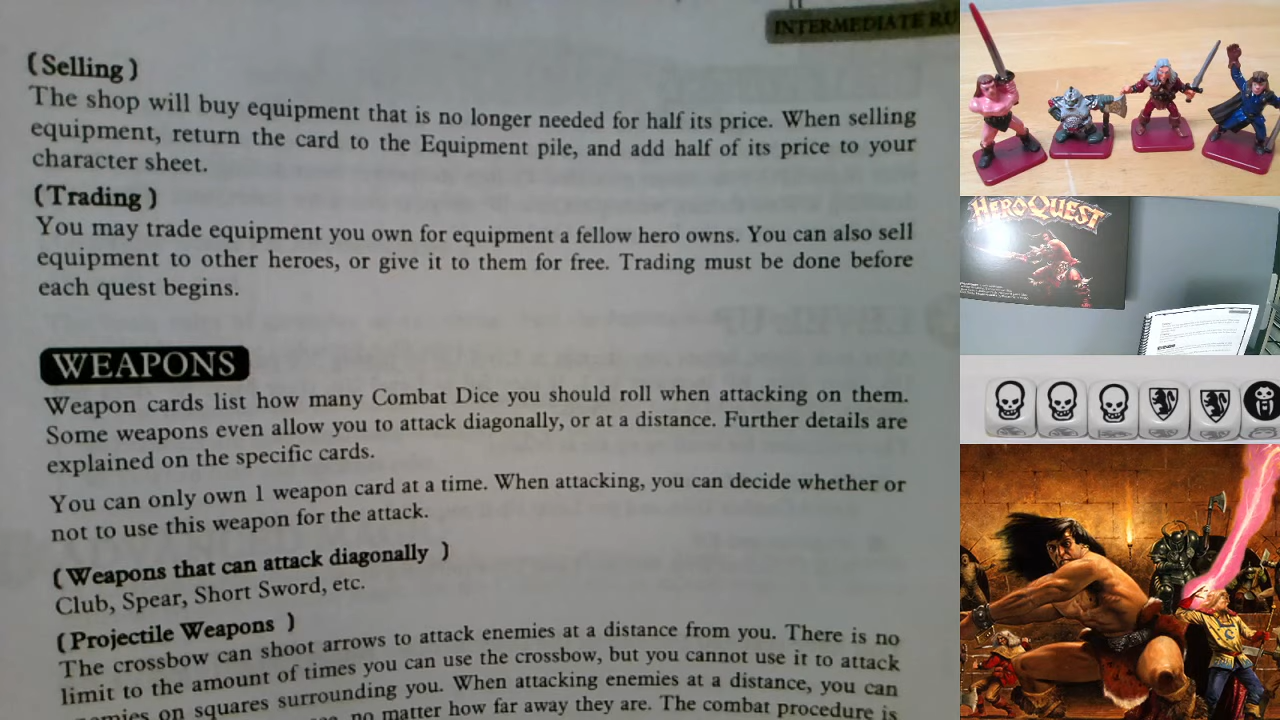 INTERMEDIATE RU
(Selling)
The shop will buy equipment that is no longer needed for half its price. When selling
equipment, return the card to the Equipment pile, and add half of its price to your
character sheet.
(Trading)
You may trade equipment you own for equipment a fellow hero owns. You can also sell
equipment to other heroes, or give it to them for free. Trading must be done before
each quest begins.
WEAPONS
Weapon cards list how many Combat Dice you should roll when attacking on them.
Some weapons even allow you to attack diagonally, or at a distance. Further details are
explained on the specific cards.
You can only own 1 weapon card at a time. When attacking, you can decide whether or
not to use this weapon for the attack.
(Weapons that can attack diagonally )
Club, Spear, Short Sword, etc.
(Projectile Weapons )
The crossbow can shoot arrows to attack enemies at a distance from you. There is no
limit to the amount of times you can use the crossbow, but you cannot use it to attack
on squares surrounding you. When attacking enemies at a distance, you can
no matter how far away they are. The combat procedure is
HEROQUEST